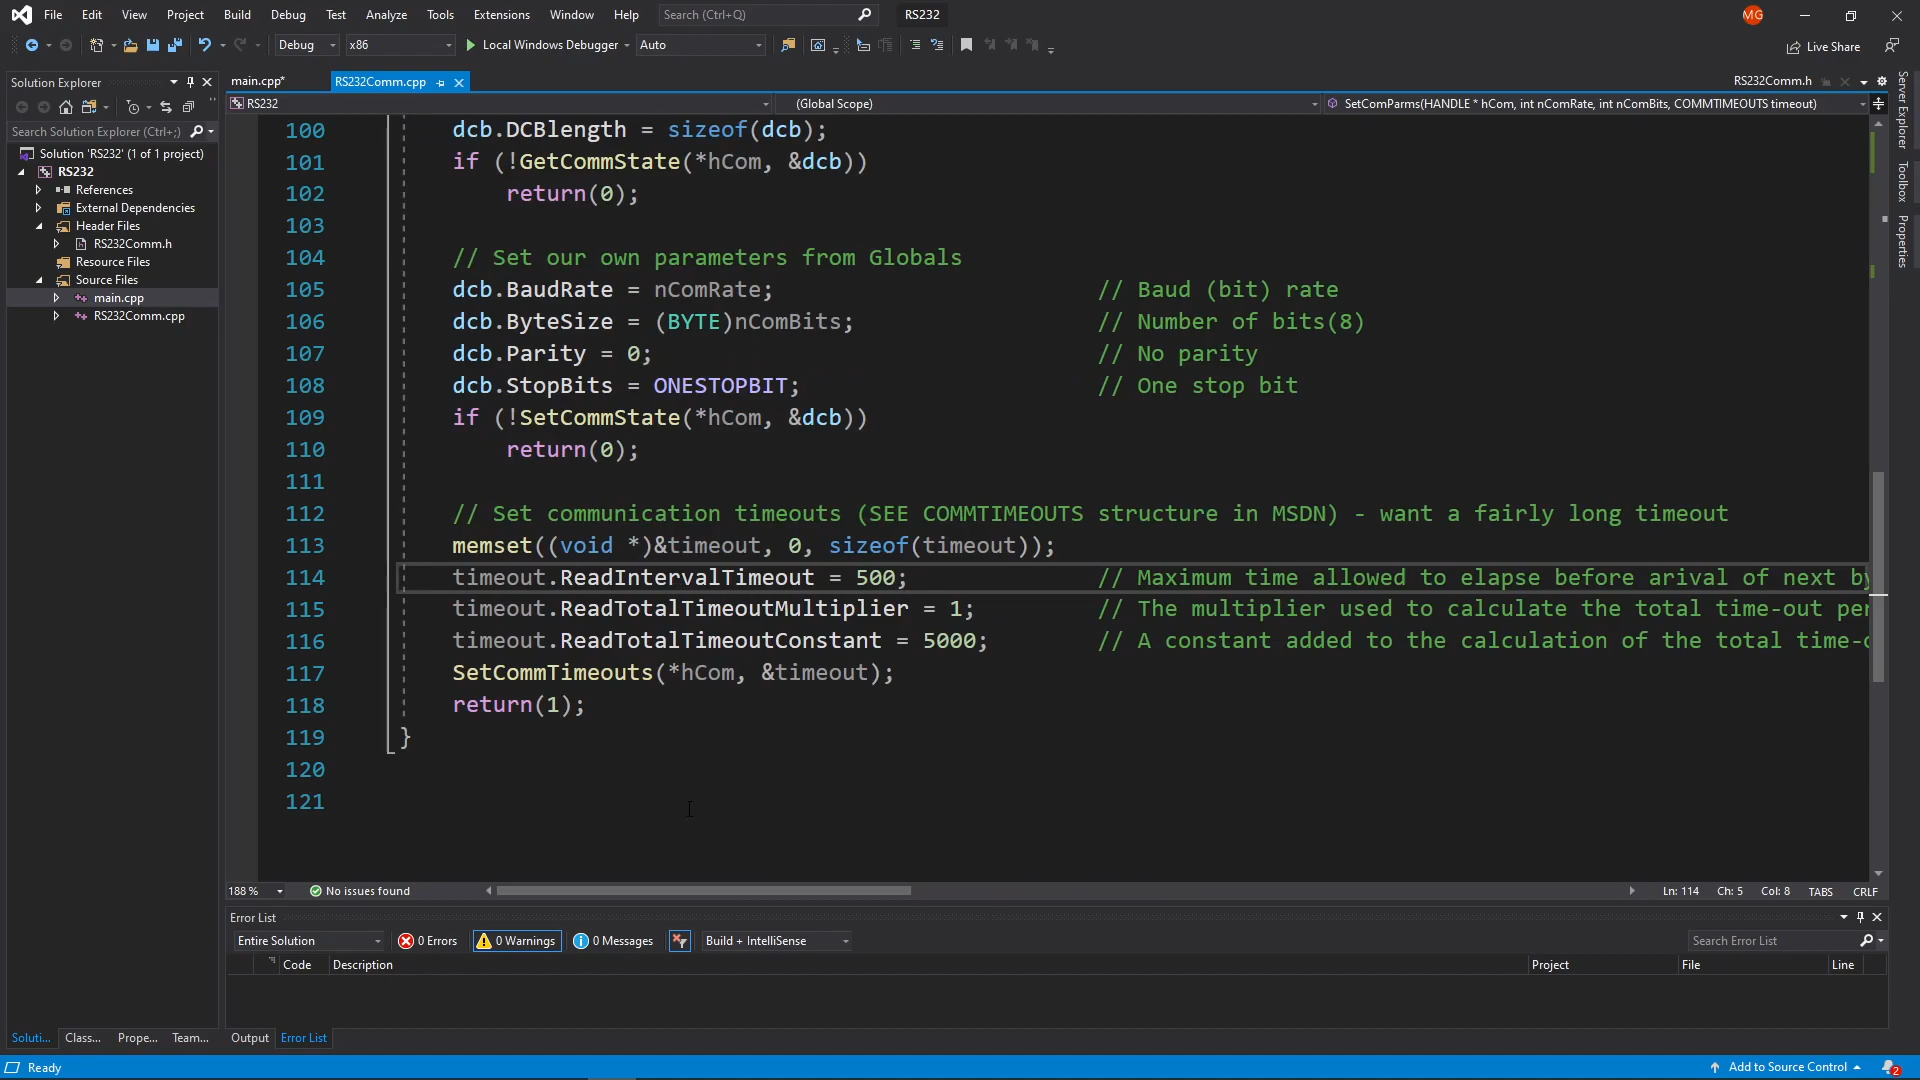 File Edit View Project Build Debug Test Analyze Tools Extensions Window Help Search (Ctrl+Q) RS232 MG
Debug x86 Local Windows Debugger Auto Live Share
Solution Explorer
Search Solution Explorer (Ctrl+;)
Solution 'RS232' (1 of 1 project)
RS232
References
External Dependencies
Header Files
RS232Comm.h
Resource Files
Source Files
main.cpp
RS232Comm.cpp
main.cpp* RS232Comm.cpp RS232Comm.h
RS232 (Global Scope) SetComParms(HANDLE * hCom, int nComRate, int nComBits, COMMTIMEOUTS timeout)
100 dcb.DCBlength = sizeof(dcb);
101 if (!GetCommState(*hCom, &dcb))
102 return(0);
103
104 // Set our own parameters from Globals
105 dcb.BaudRate = nComRate; // Baud (bit) rate
106 dcb.ByteSize = (BYTE)nComBits; // Number of bits(8)
107 dcb.Parity = 0; // No parity
108 dcb.StopBits = ONESTOPBIT; // One stop bit
109 if (!SetCommState(*hCom, &dcb))
110 return(0);
111
112 // Set communication timeouts (SEE COMMTIMEOUTS structure in MSDN) - want a fairly long timeout
113 memset((void *)&timeout, 0, sizeof(timeout));
114 timeout.ReadIntervalTimeout = 500; // Maximum time allowed to elapse before arival of next by
115 timeout.ReadTotalTimeoutMultiplier = 1; // The multiplier used to calculate the total time-out per
116 timeout.ReadTotalTimeoutConstant = 5000; // A constant added to the calculation of the total time-o
117 SetCommTimeouts(*hCom, &timeout);
118 return(1);
119 }
120
121
188 % No issues found Ln: 114 Ch: 5 Col: 8 TABS CRLF
Error List
Entire Solution 0 Errors 0 Warnings 0 Messages Build + IntelliSense Search Error List
Code Description Project File Line
Soluti... Class... Prope... Team... Output Error List
Ready Add to Source Control 2
Server Explorer
Toolbox
Properties